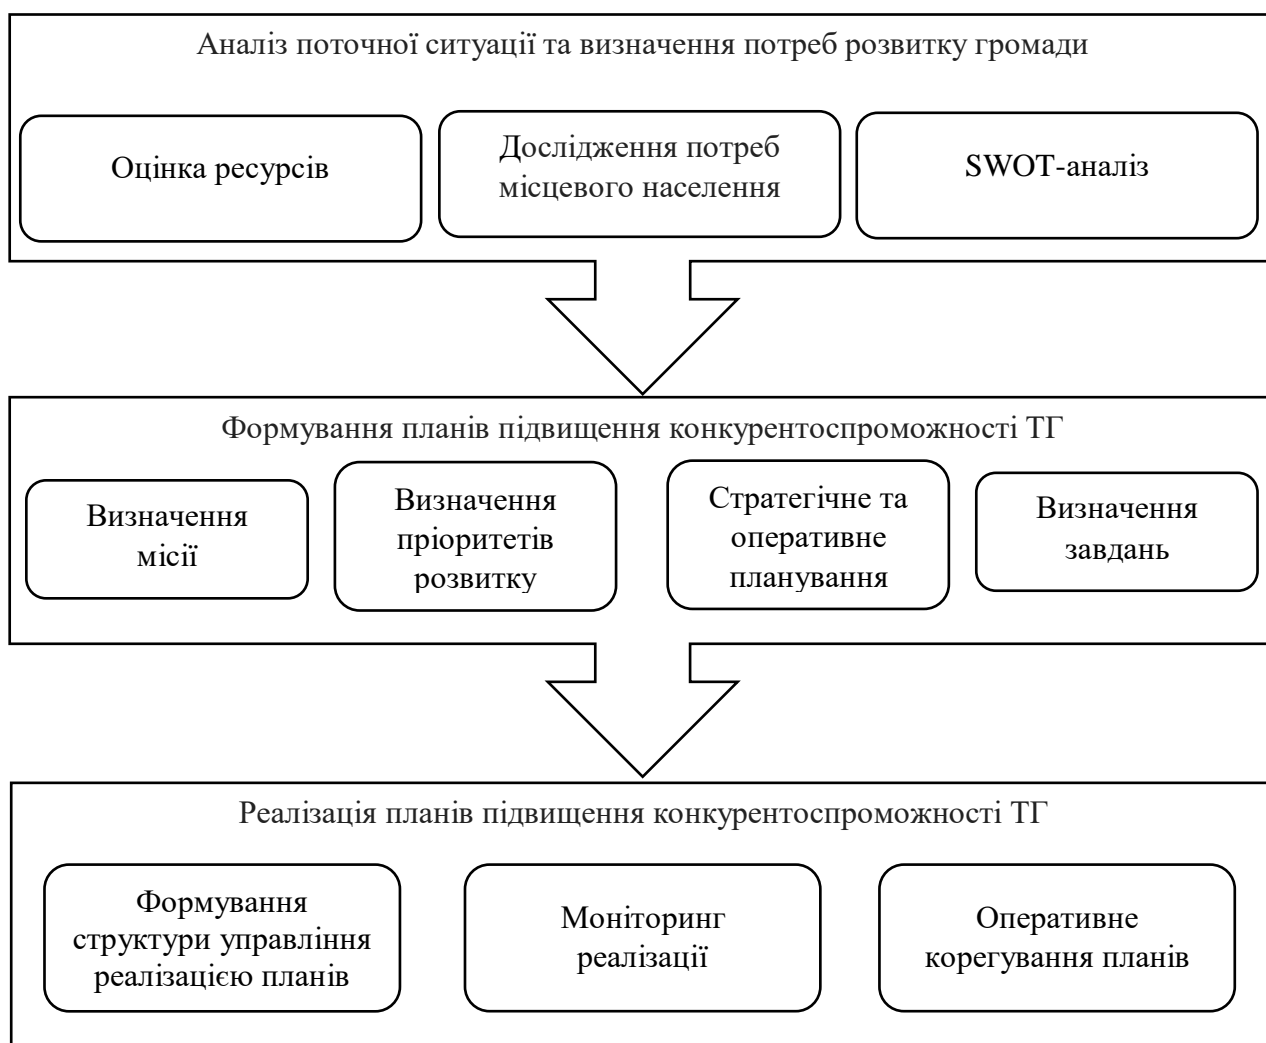 Аналіз поточної ситуації та визначення потреб розвитку громади
Оцінка ресурсів
Дослідження потреб
місцевого населення
SWOT-аналіз
Формування планів підвищення конкурентоспроможності ТГ
Визначення
місії
Визначення
пріоритетів
розвитку
Стратегічне та
оперативне
планування
Визначення
завдань
Реалізація планів підвищення конкурентоспроможності ТГ
Формування
структури управління
реалізацією планів
Моніторинг
реалізації
Оперативне
корегування планів